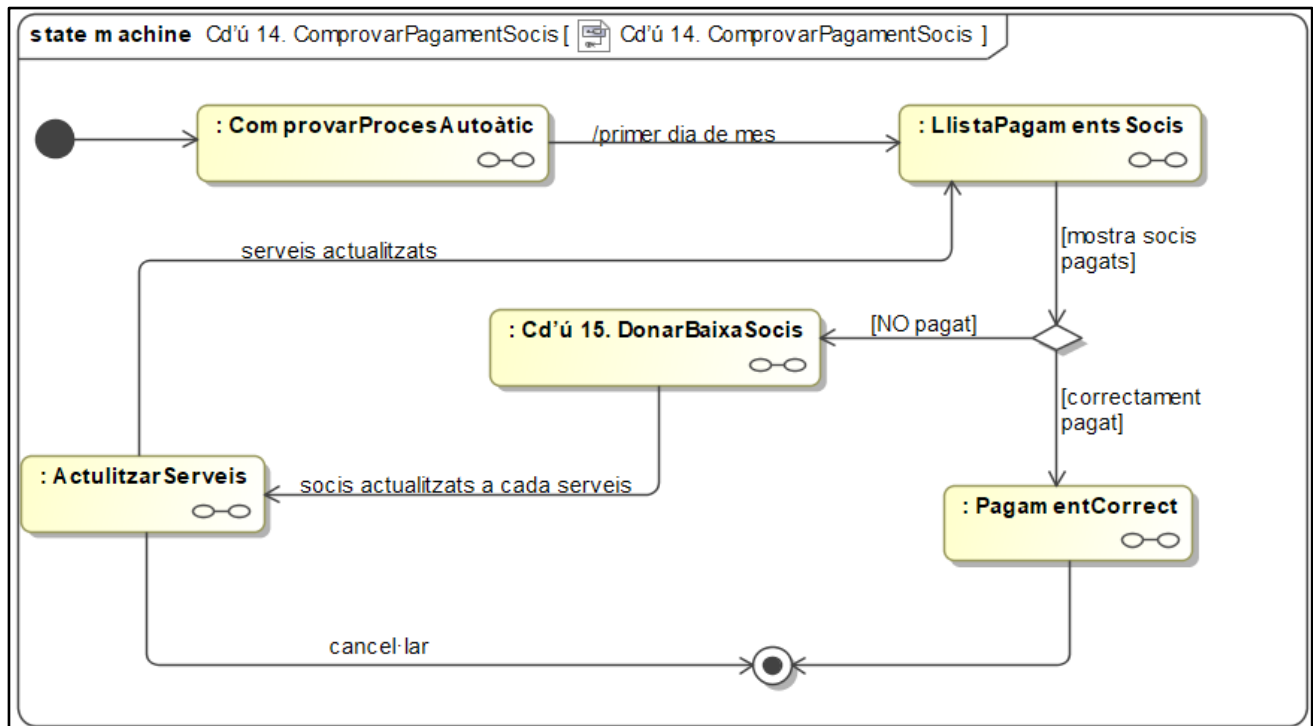 state machine Cd'ú 14. ComprovarPagamentSocis [ Cd'ú 14. ComprovarPagamentSocis ]
: ComprovarProcesAutoàtic
/primer dia de mes
: LlistaPagamentsSocis
serveis actualitzats
[mostra socis
pagats]
: Cd'ú 15. DonarBaixaSocis
[NO pagat]
[correctament
pagat]
: ActulitzarServeis
socis actualitzats a cada serveis
: PagamentCorrect
cancel·lar